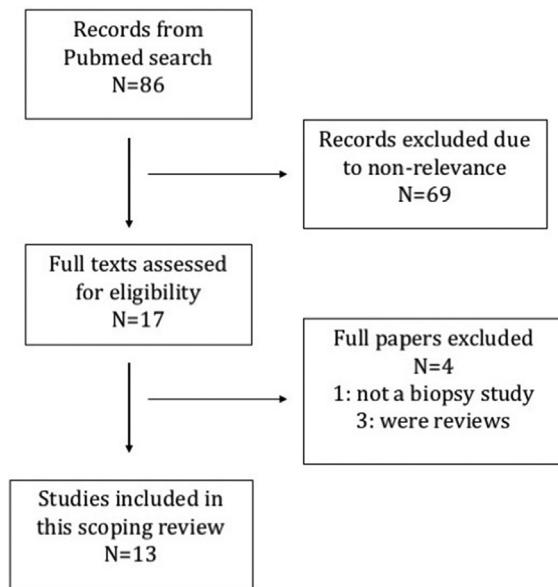 Records from
Pubmed search
N=86
Records excluded due
to non-relevance
N=69
Full texts assessed
for eligibility
N=17
Full papers excluded
N=4
1: not a biopsy study
3: were reviews
Studies included in
this scoping review
N=13